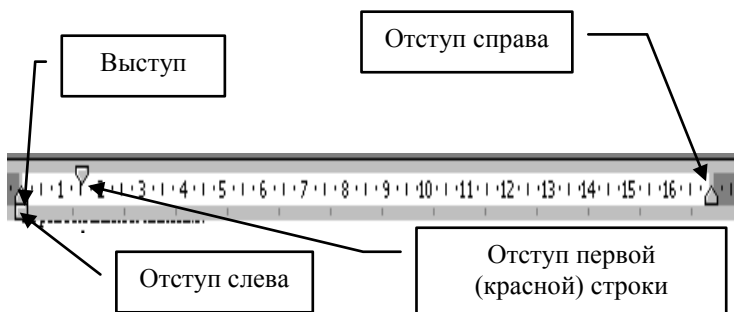 Отступ справа
Выступ
1 2 3 4 5 6 7 8 9 10 11 12 13 14 15 16
Отступ слева
Отступ первой
(красной) строки